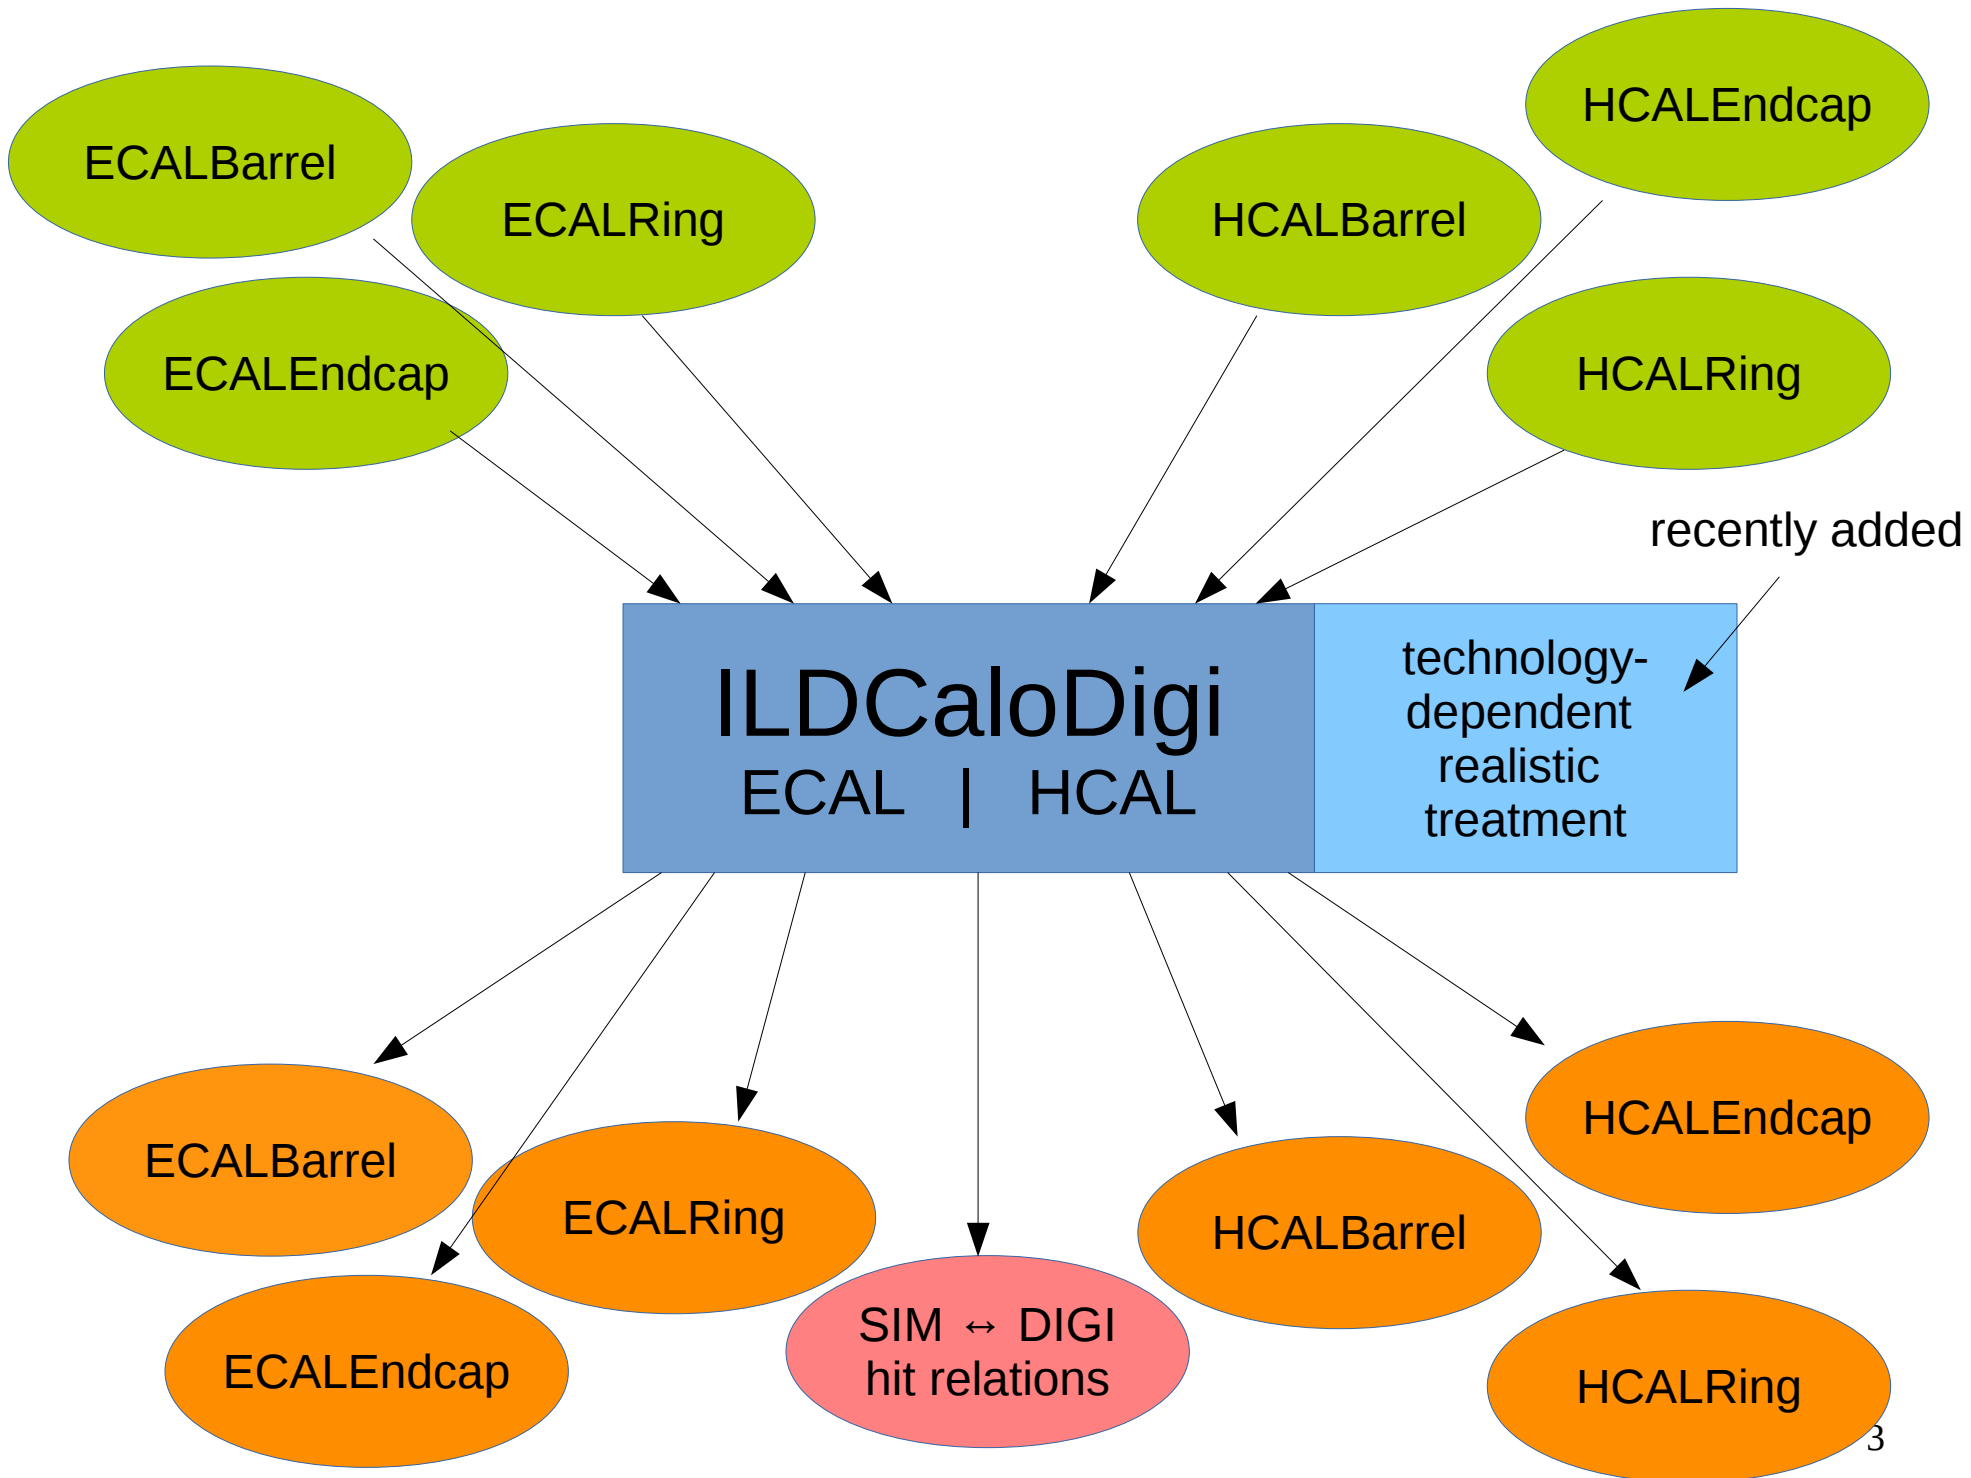 HCALEndcap
ECALBarrel
ECALRing
HCALBarrel
ECALEndcap
HCALRing
recently added
ILDCaloDigi
ECAL | HCAL
technology-
dependent
realistic
treatment
ECALBarrel
ECALRing
HCALBarrel
HCALEndcap
ECALEndcap
SIM ↔ DIGI
hit relations
HCALRing
3